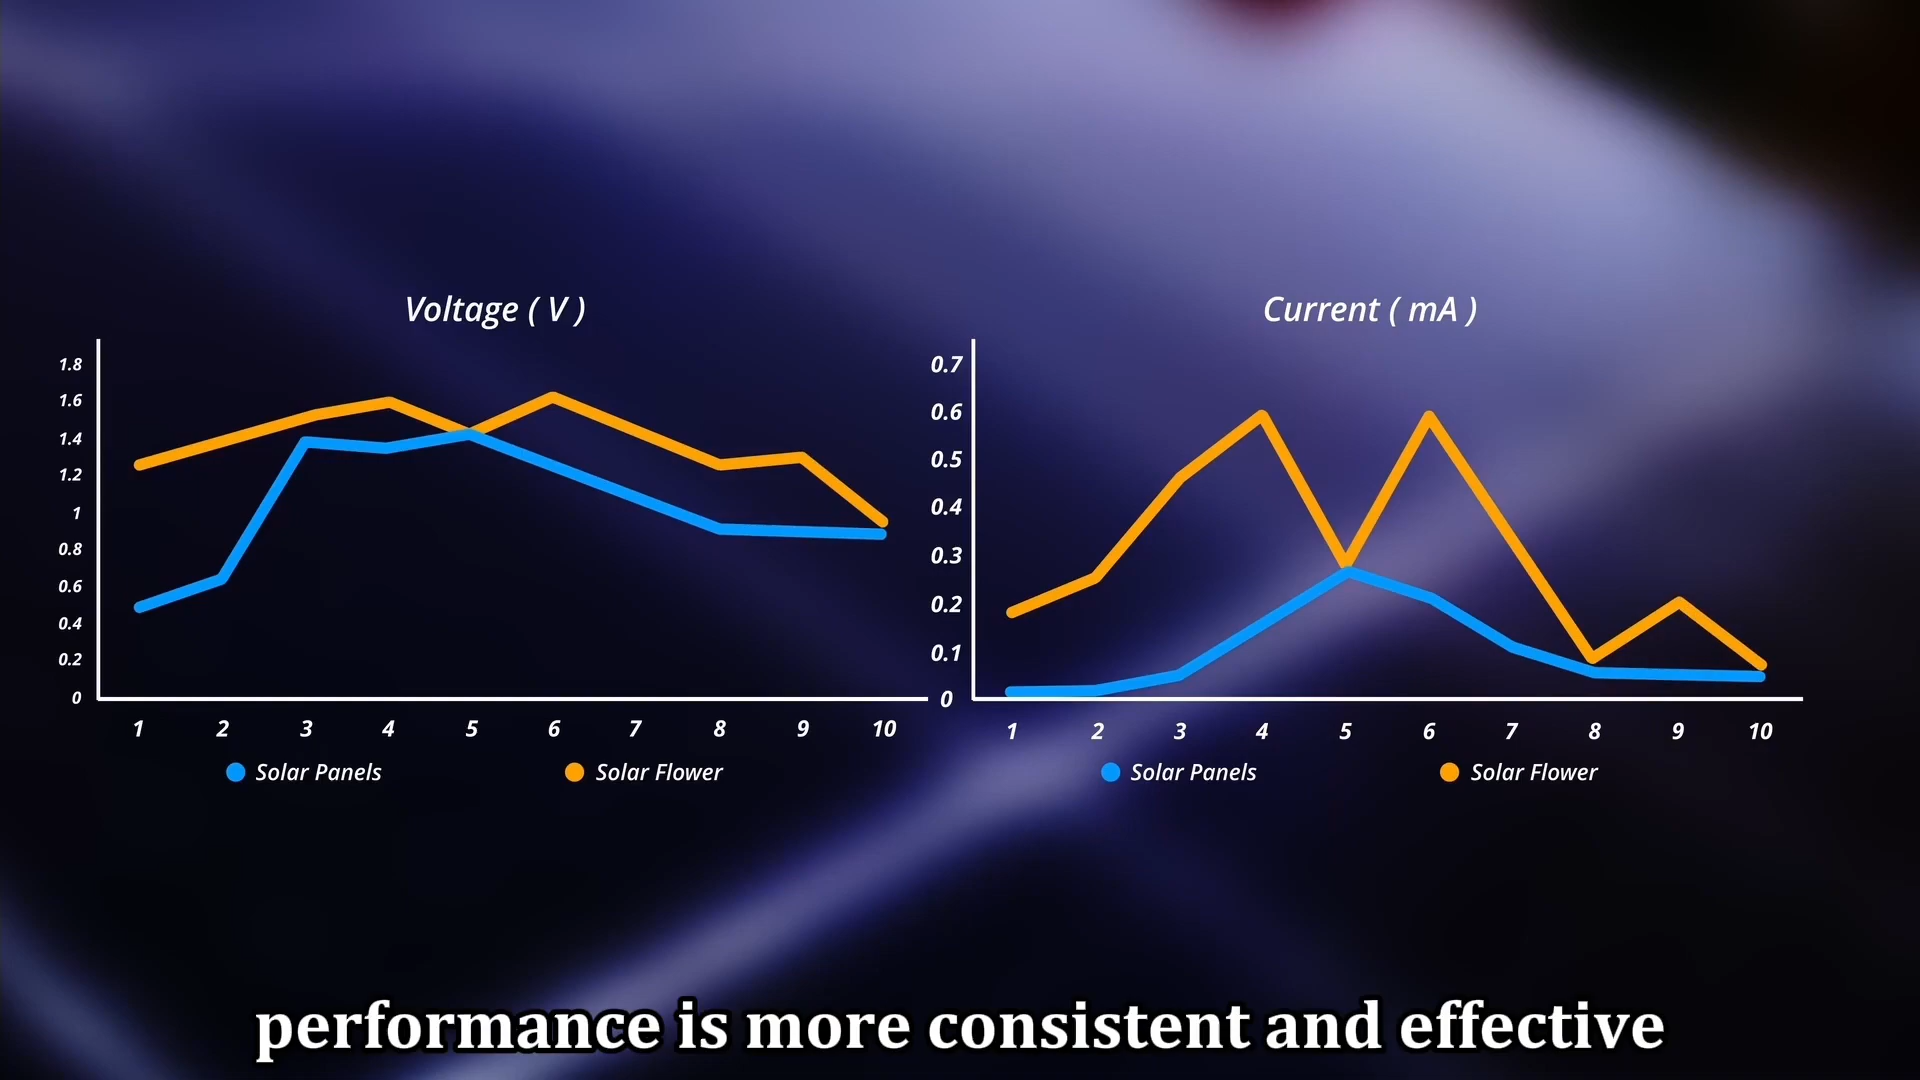 Voltage ( V )
1.8
1.6
1.4
1.2
1
0.8
0.6
0.4
0.2
0
1 2 3 4 5 6 7 8 9 10
Solar Panels Solar Flower
Current ( mA )
0.7
0.6
0.5
0.4
0.3
0.2
0.1
0
1 2 3 4 5 6 7 8 9 10
Solar Panels Solar Flower
performance is more consistent and effective